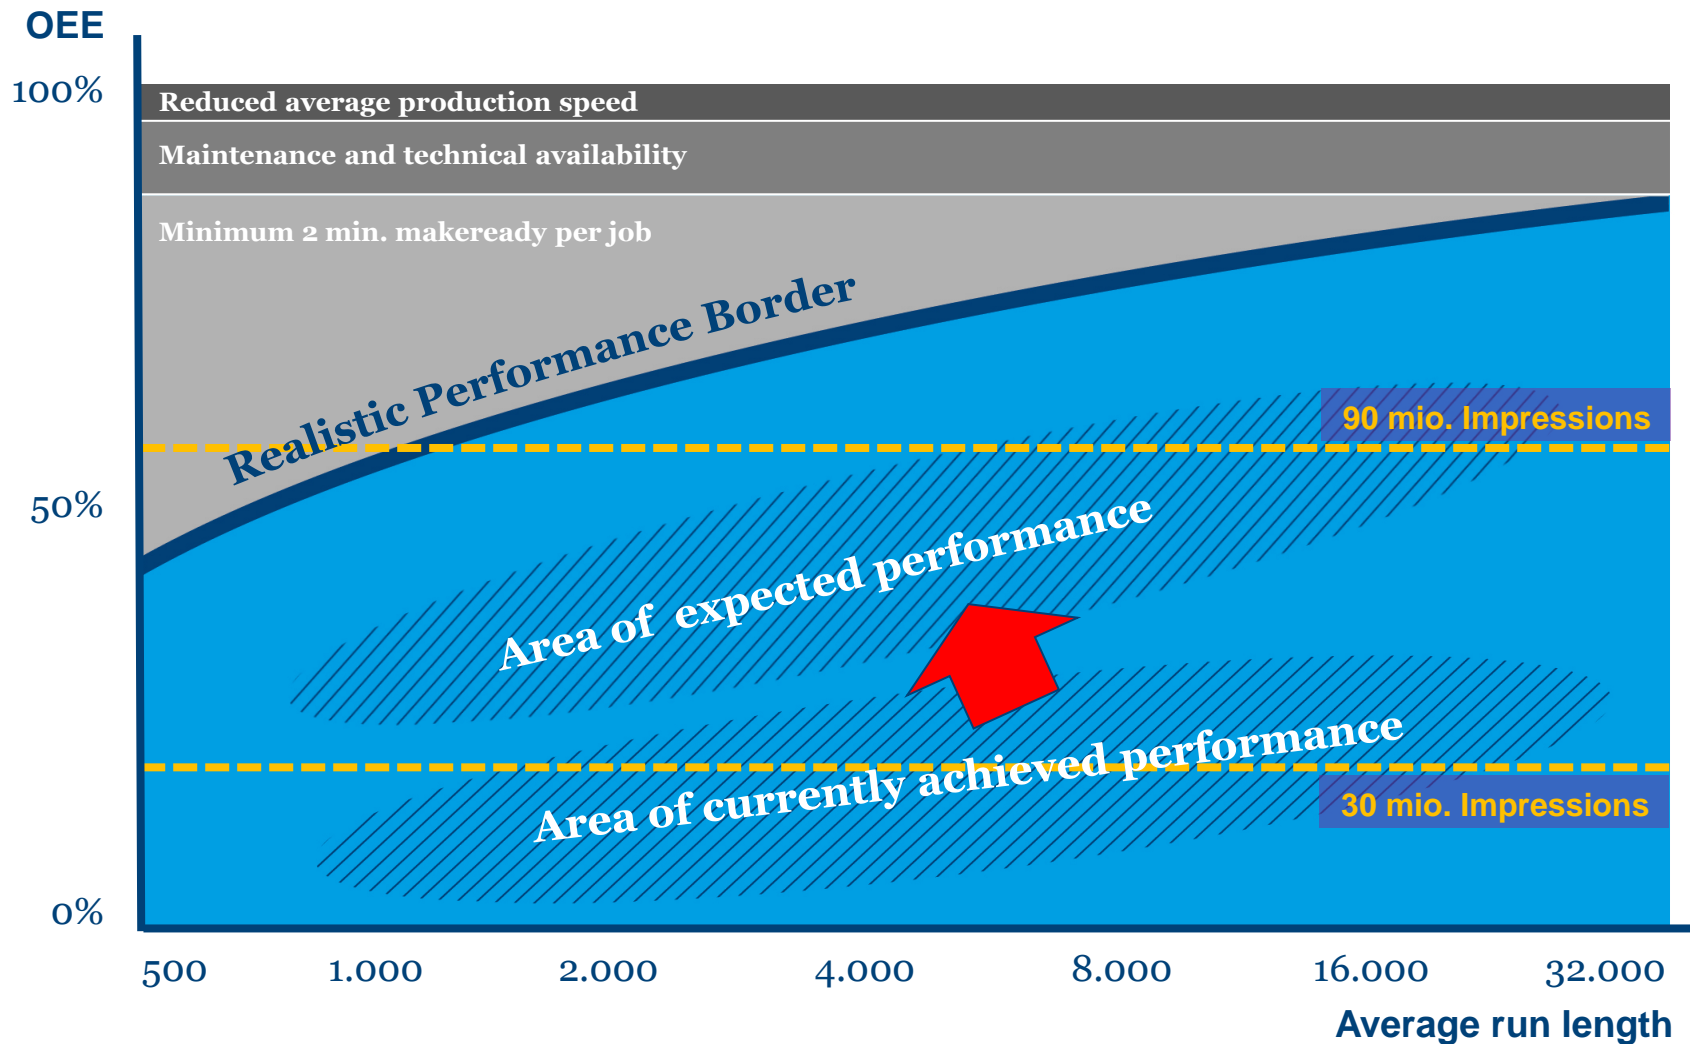 OEE
100%
Reduced average production speed
Maintenance and technical availability
Minimum 2 min. makeready per job
Realistic Performance Border
90 mio. Impressions
50%
Area of expected performance
Area of currently achieved performance
30 mio. Impressions
0%
500 1.000 2.000 4.000 8.000 16.000 32.000
Average run length